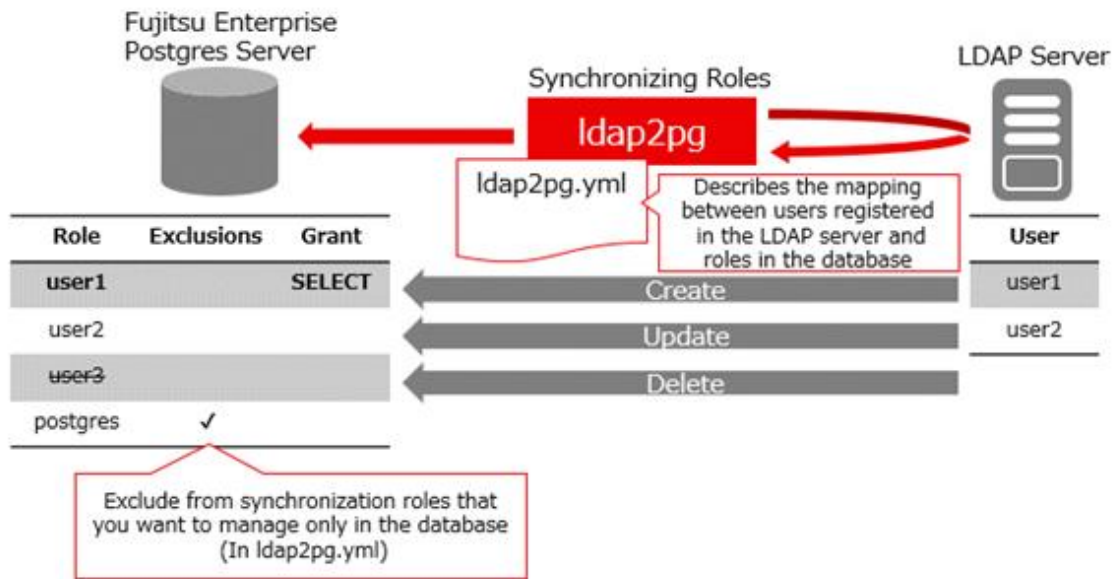 Fujitsu Enterprise
Postgres Server
Synchronizing Roles
LDAP Server
ldap2pg
ldap2pg.yml
Describes the mapping
between users registered
in the LDAP server and
roles in the database
Role Exclusions Grant
User
user1 SELECT
Create
user1
user2
Update
user2
user3
Delete
postgres ✓
Exclude from synchronization roles that
you want to manage only in the database
(In ldap2pg.yml)